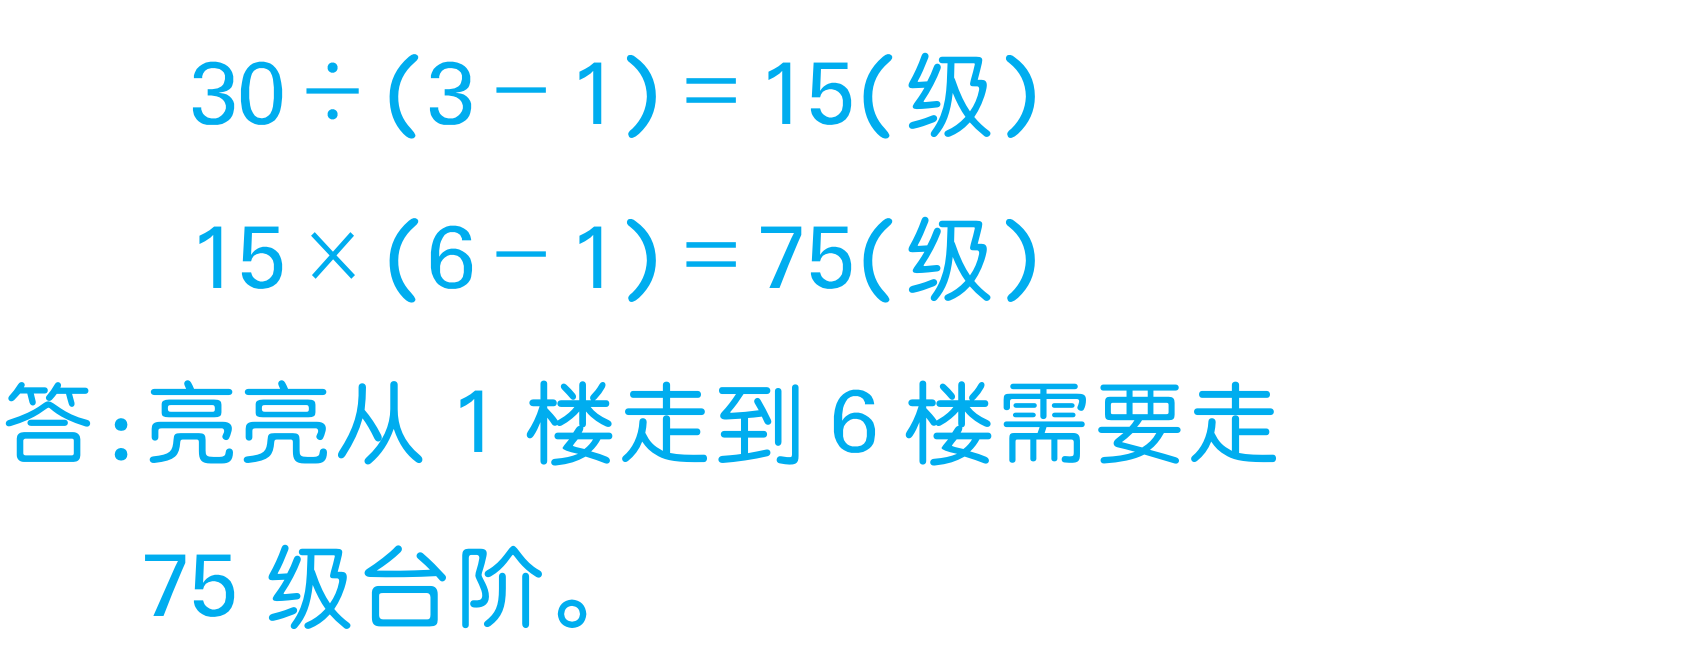 30÷(3-1)=15(级)
15×(6-1)=75(级)
答:亮亮从 1 楼走到 6 楼需要走
75 级台阶。